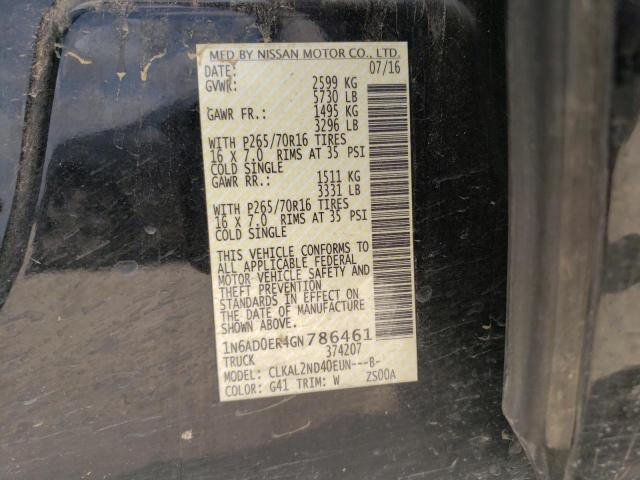 MFD BY NISSAN MOTOR CO., LTD.
DATE: 07/16
GVWR: 2599 KG
5730 LB
GAWR FR.: 1495 KG
3296 LB
WITH P265/70R16 TIRES
16 X 7.0 RIMS AT 35 PSI
COLD SINGLE
GAWR RR.: 1511 KG
3331 LB
WITH P265/70R16 TIRES
16 X 7.0 RIMS AT 35 PSI
COLD SINGLE
THIS VEHICLE CONFORMS TO
ALL APPLICABLE FEDERAL
MOTOR VEHICLE SAFETY AND
THEFT PREVENTION
STANDARDS IN EFFECT ON
THE DATE OF MANUFACTURE
SHOWN ABOVE.
1N6AD0ER4GN786461
TRUCK 374207
MODEL: CLKAL2ND40EUN---B-
COLOR: G41 TRIM: W ZS00A